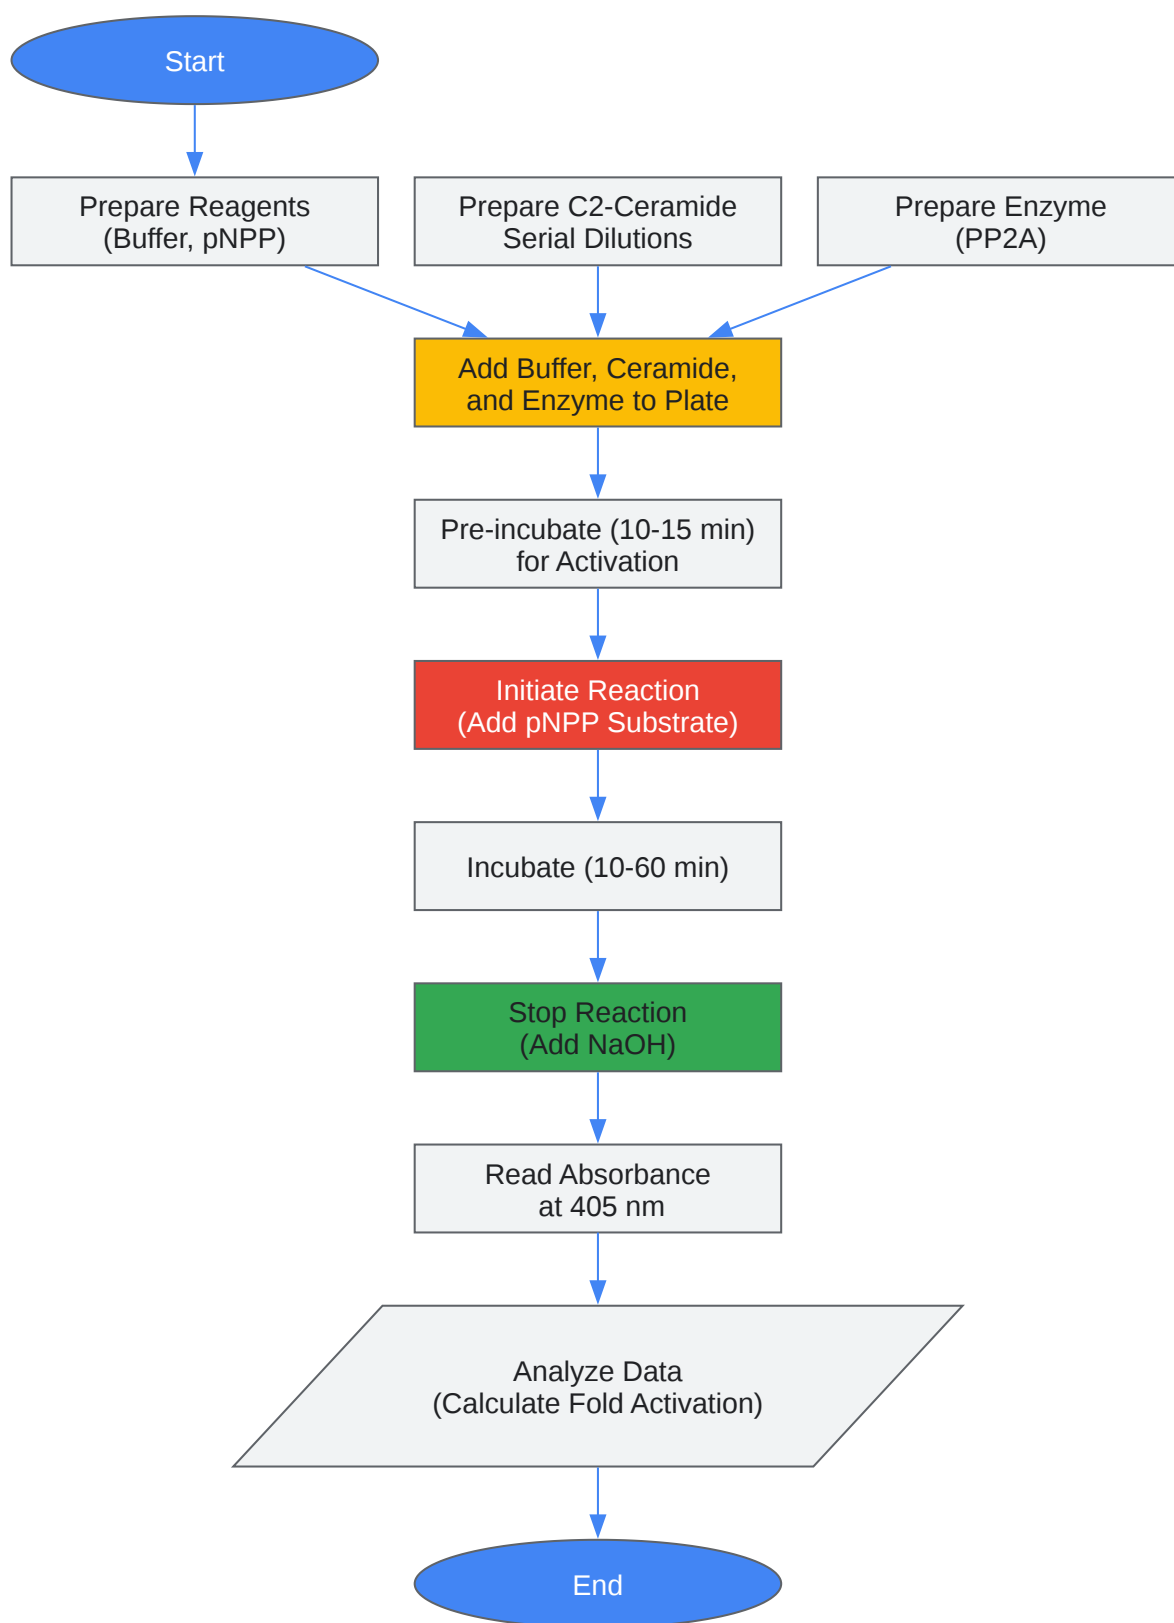 Start
Prepare Reagents
(Buffer, pNPP)
Prepare C2-Ceramide
Serial Dilutions
Prepare Enzyme
(PP2A)
Add Buffer, Ceramide,
and Enzyme to Plate
Pre-incubate (10-15 min)
for Activation
Initiate Reaction
(Add pNPP Substrate)
Incubate (10-60 min)
Stop Reaction
(Add NaOH)
Read Absorbance
at 405 nm
Analyze Data
(Calculate Fold Activation)
End